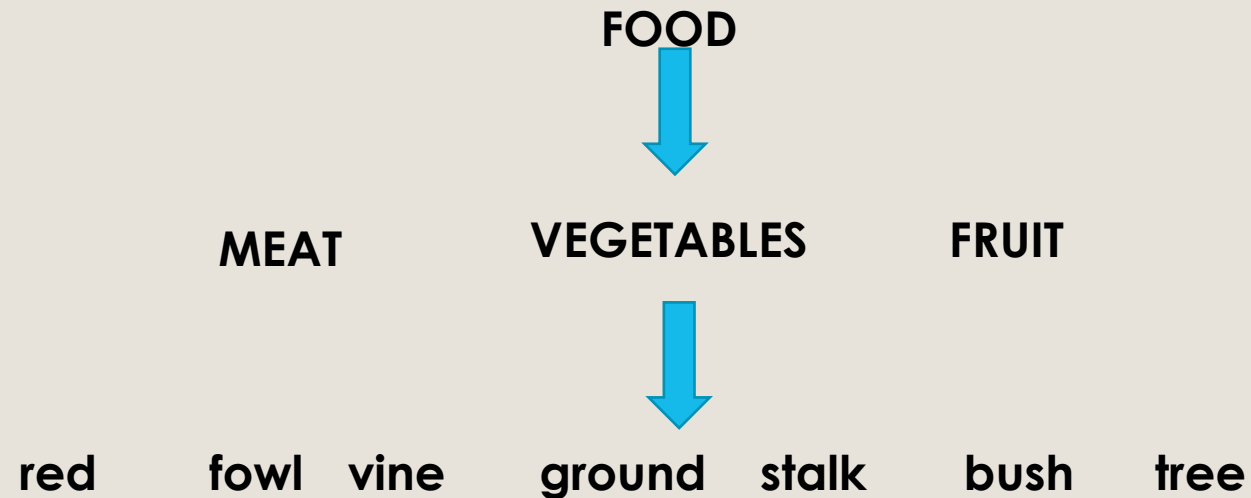 FOOD
MEAT VEGETABLES FRUIT
red fowl vine ground stalk bush tree